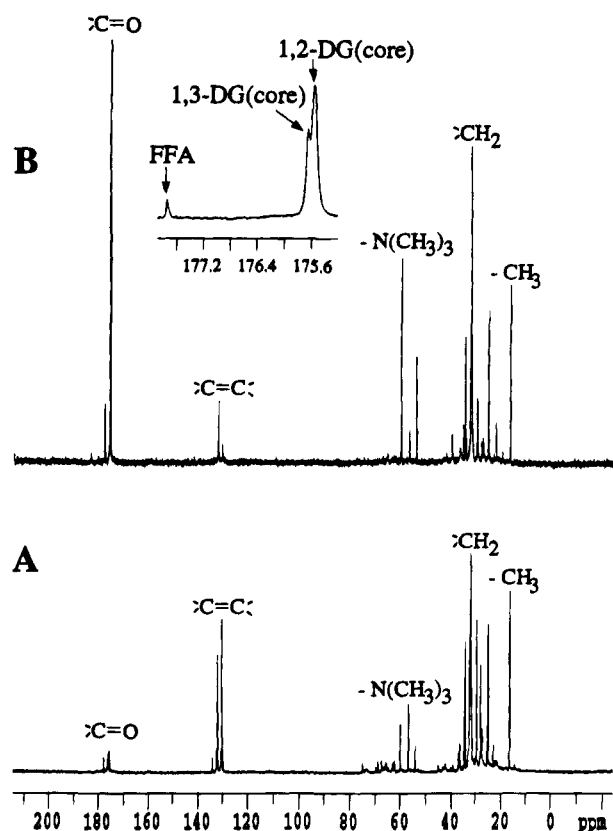 >C=O
1,2-DG(core)
1,3-DG(core)
FFA
>CH2
B
- N(CH3)3
177.2 176.4 175.6
- CH3
>C=C<
A
>CH2
- CH3
>C=C<
- N(CH3)3
>C=O
200 180 160 140 120 100 80 60 40 20 0 ppm